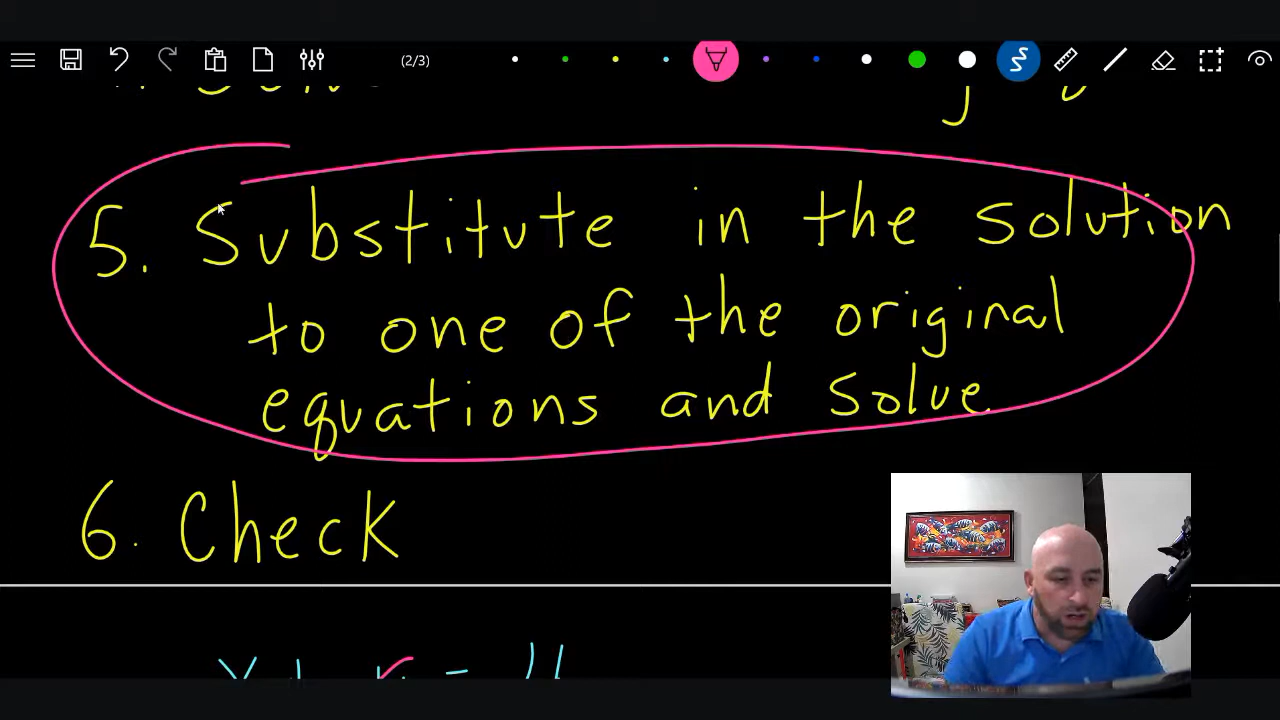 (2/3)
5. Substitute in the solution
to one of the original
equations and solve
6. Check